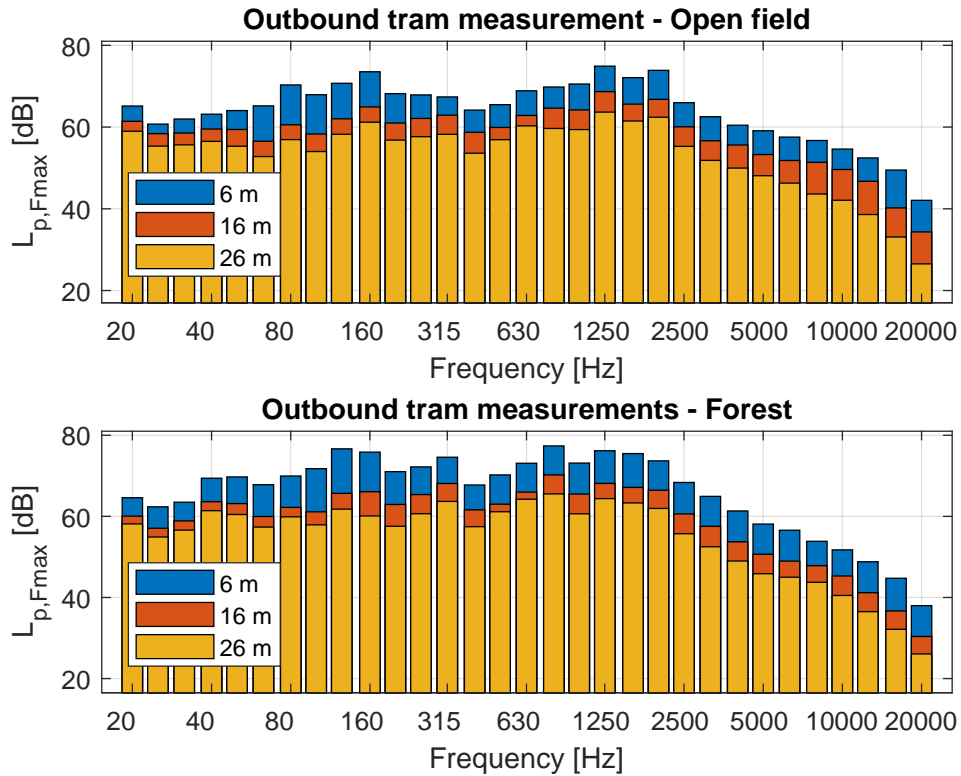 Outbound tram measurement - Open field
80
60
40
20
L_p,Fmax [dB]
6 m
16 m
26 m
20 40 80 160 315 630 1250 2500 5000 10000 20000
Frequency [Hz]
Outbound tram measurements - Forest
80
60
40
20
L_p,Fmax [dB]
6 m
16 m
26 m
20 40 80 160 315 630 1250 2500 5000 10000 20000
Frequency [Hz]